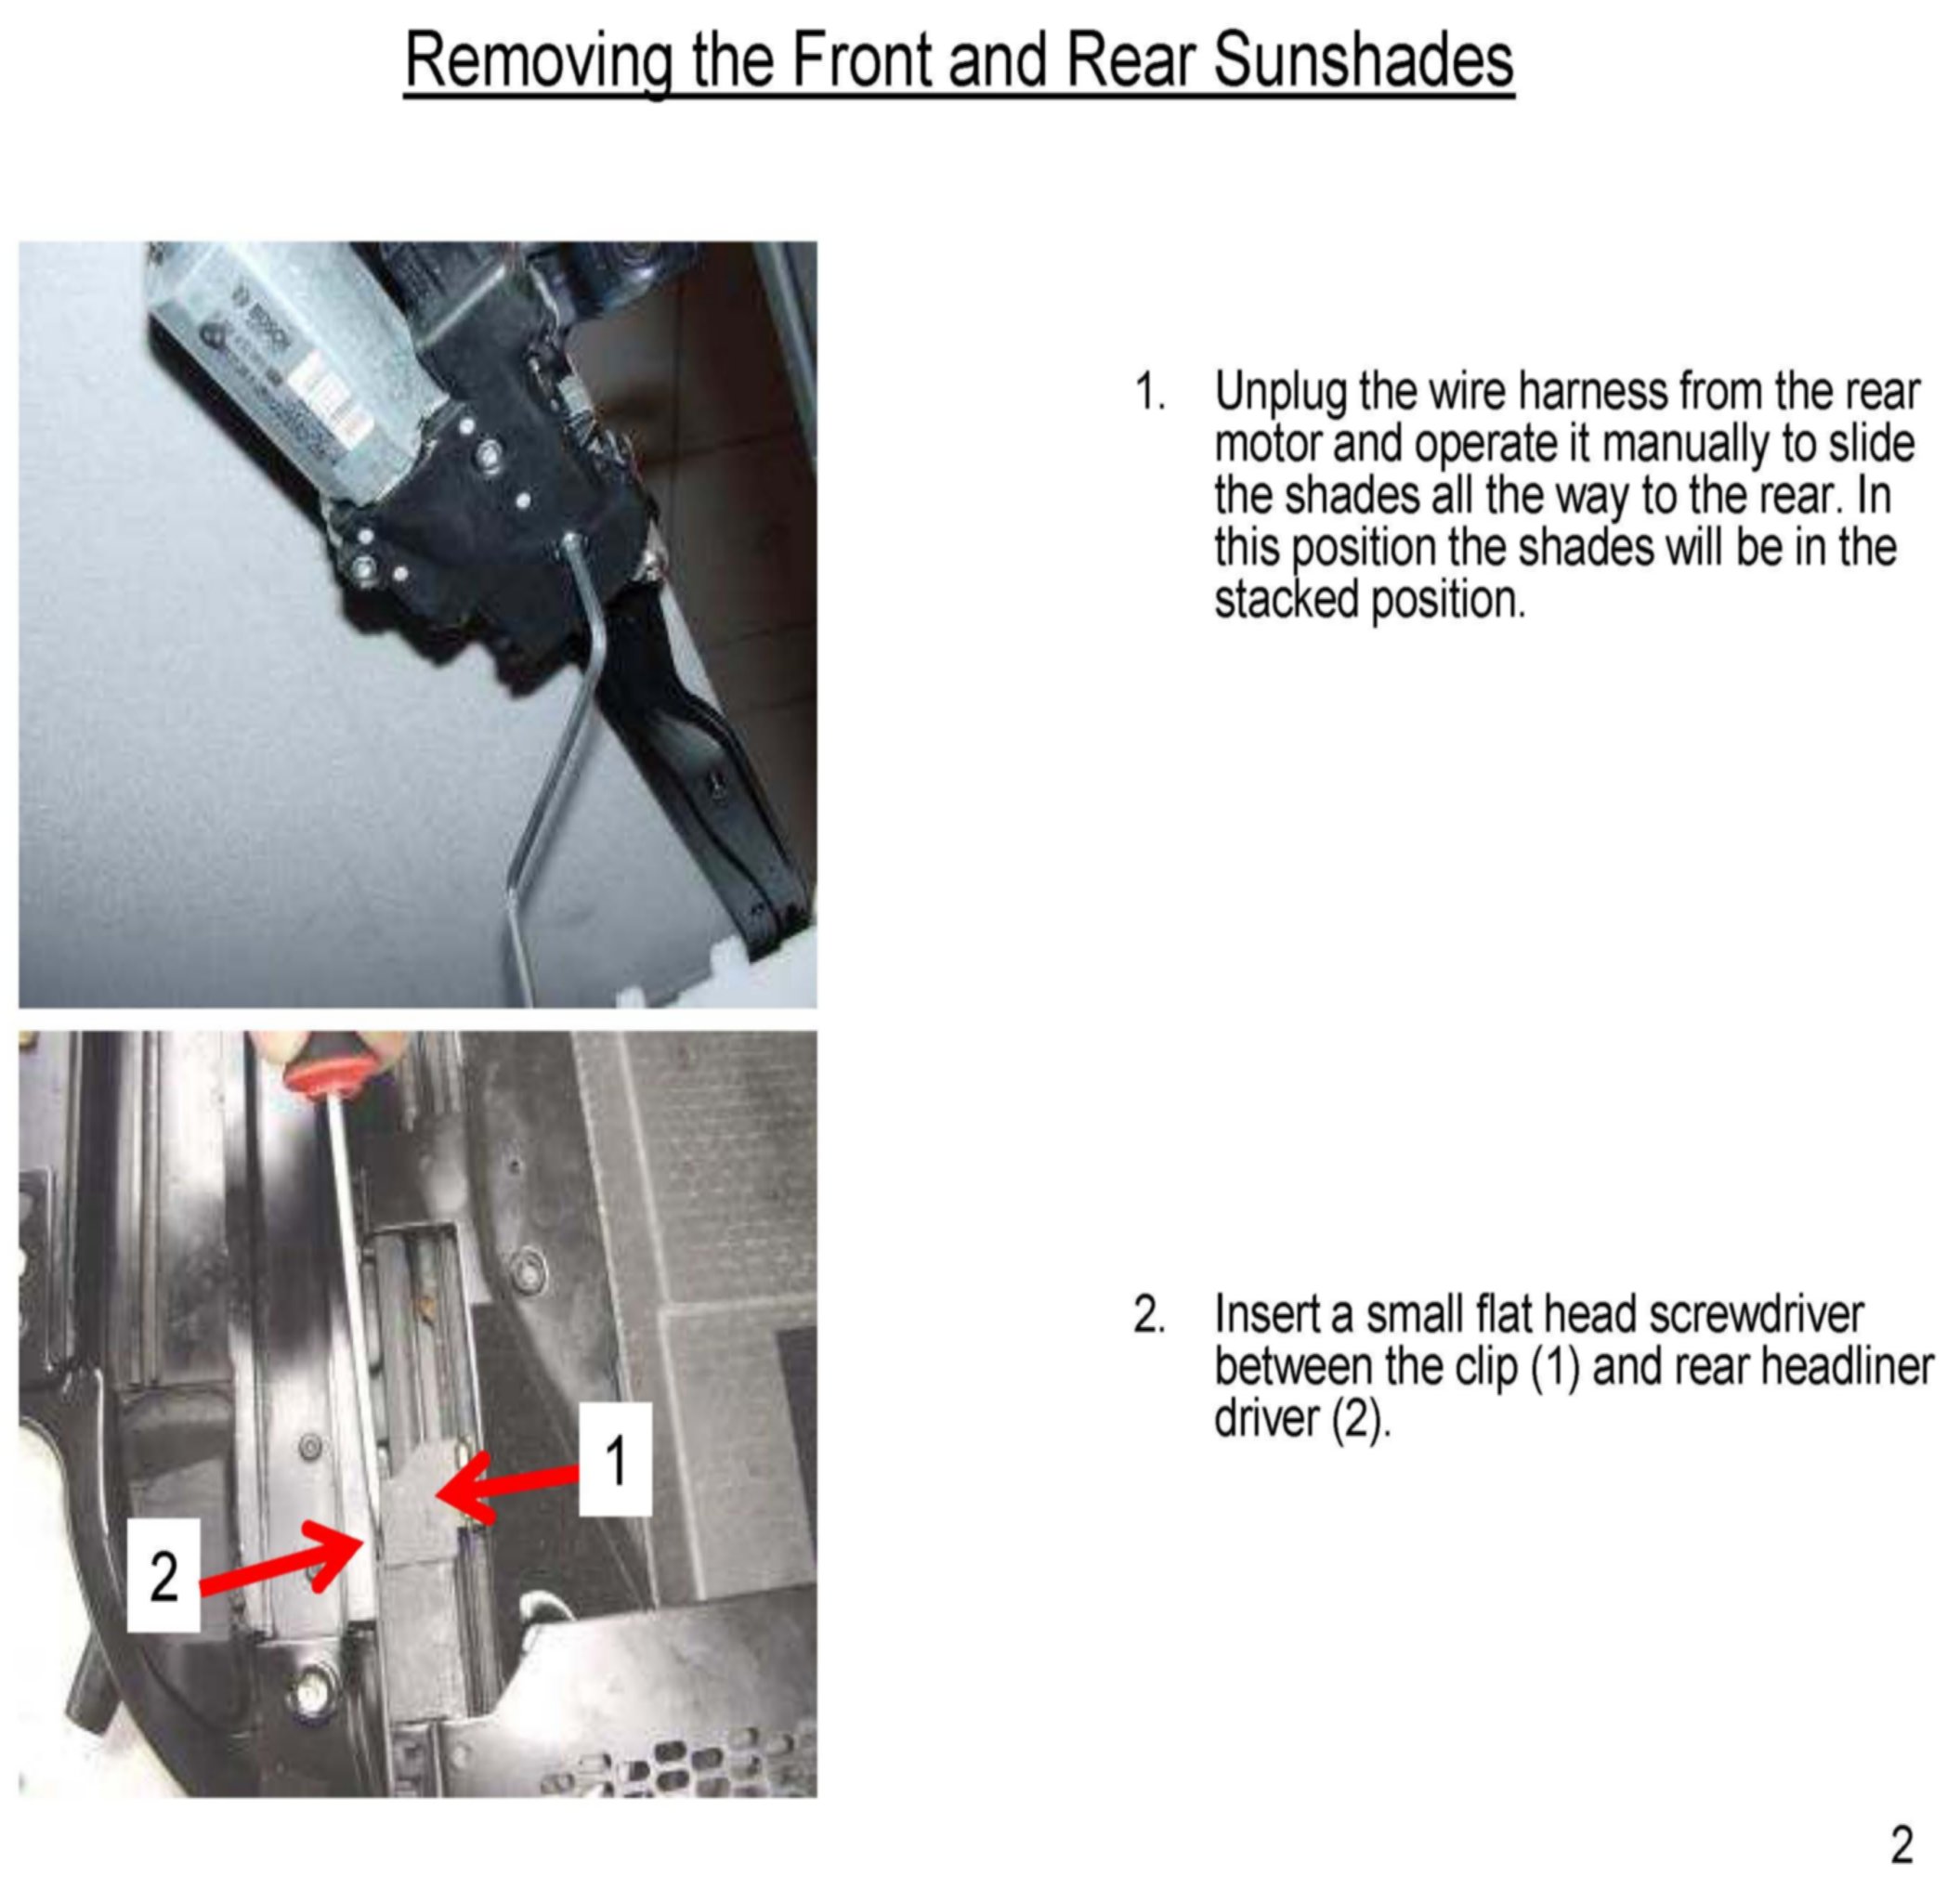 Removing the Front and Rear Sunshades
BOSCH
1. Unplug the wire harness from the rear
motor and operate it manually to slide
the shades all the way to the rear. In
this position the shades will be in the
stacked position.
2. Insert a small flat head screwdriver
between the clip (1) and rear headliner
driver (2).
1
2
2